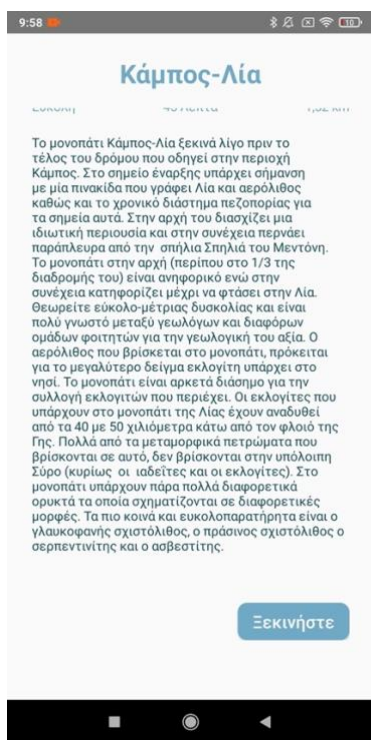 9:58
10
Κάμπος-Λία
Το μονοπάτι Κάμπος-Λία ξεκινά λίγο πριν το
τέλος του δρόμου που οδηγεί στην περιοχή
Κάμπος. Στο σημείο έναρξης υπάρχει σήμανση
με μία πινακίδα που γράφει Λία και αερόλιθος
καθώς και το χρονικό διάστημα πεζοπορίας για
τα σημεία αυτά. Στην αρχή του διασχίζει μια
ιδιωτική περιουσια και στην συνέχεια περνάει
παράπλευρα από την σπήλια Σπηλιά του Μεντόνη.
Το μονοπάτι στην αρχή (περίπου στο 1/3 της
διαδρομής του) είναι ανηφορικό ενώ στην
συνέχεια κατηφορίζει μέχρι να φτάσει στην Λία.
Θεωρείτε εύκολο-μέτριας δυσκολίας και είναι
πολύ γνωστό μεταξύ γεωλόγων και διαφόρων
ομάδων φοιτητών για την γεωλογική του αξία. Ο
αερόλιθος που βρίσκεται στο μονοπάτι, πρόκειται
για το μεγαλύτερο δείγμα εκλογίτη υπάρχει στο
νησί. Το μονοπάτι είναι αρκετά διάσημο για την
συλλογή εκλογιτών που περιέχει. Οι εκλογίτες που
υπάρχουν στο μονοπάτι της Λίας έχουν αναδυθεί
από τα 40 με 50 χιλιόμετρα κάτω από τον φλοιό της
Γης. Πολλά από τα μεταμορφικά πετρώματα που
βρίσκονται σε αυτό, δεν βρίσκονται στην υπόλοιπη
Σύρο (κυρίως οι ιαδεΐτες και οι εκλογίτες). Στο
μονοπάτι υπάρχουν πάρα πολλά διαφορετικά
ορυκτά τα οποία σχηματίζονται σε διαφορετικές
μορφές. Τα πιο κοινά και ευκολοπαρατήρητα είναι ο
γλαυκοφανής σχιστόλιθος, ο πράσινος σχιστόλιθος ο
σερπεντινίτης και ο ασβεστίτης.
Ξεκινήστε